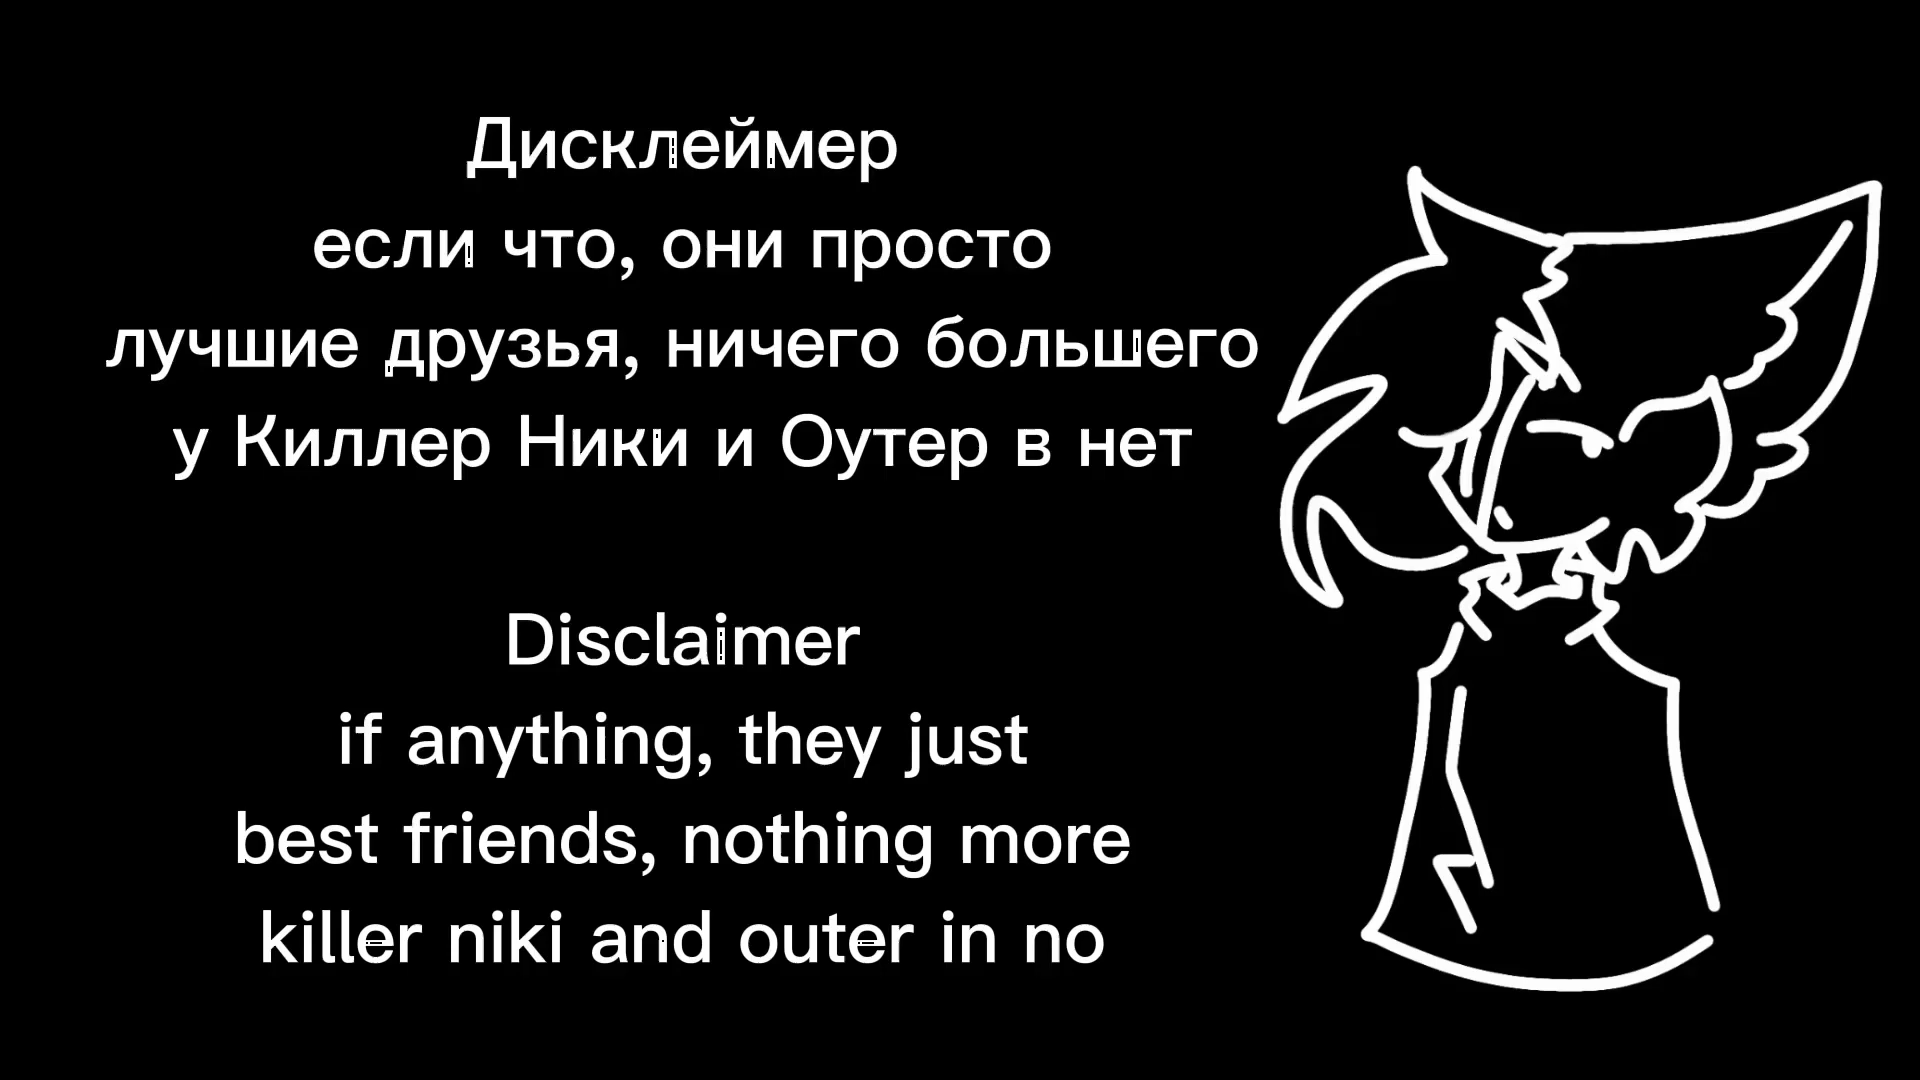 Дисклеймер
если что, они просто
лучшие друзья, ничего большего
у Киллер Ники и Оутер в нет
Disclaimer
if anything, they just
best friends, nothing more
killer niki and outer in no